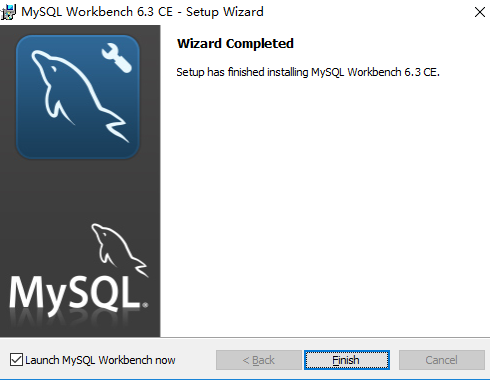 MySQL Workbench 6.3 CE - Setup Wizard
Wizard Completed
Setup has finished installing MySQL Workbench 6.3 CE.
MySQL®
Launch MySQL Workbench now
< Back
Finish
Cancel